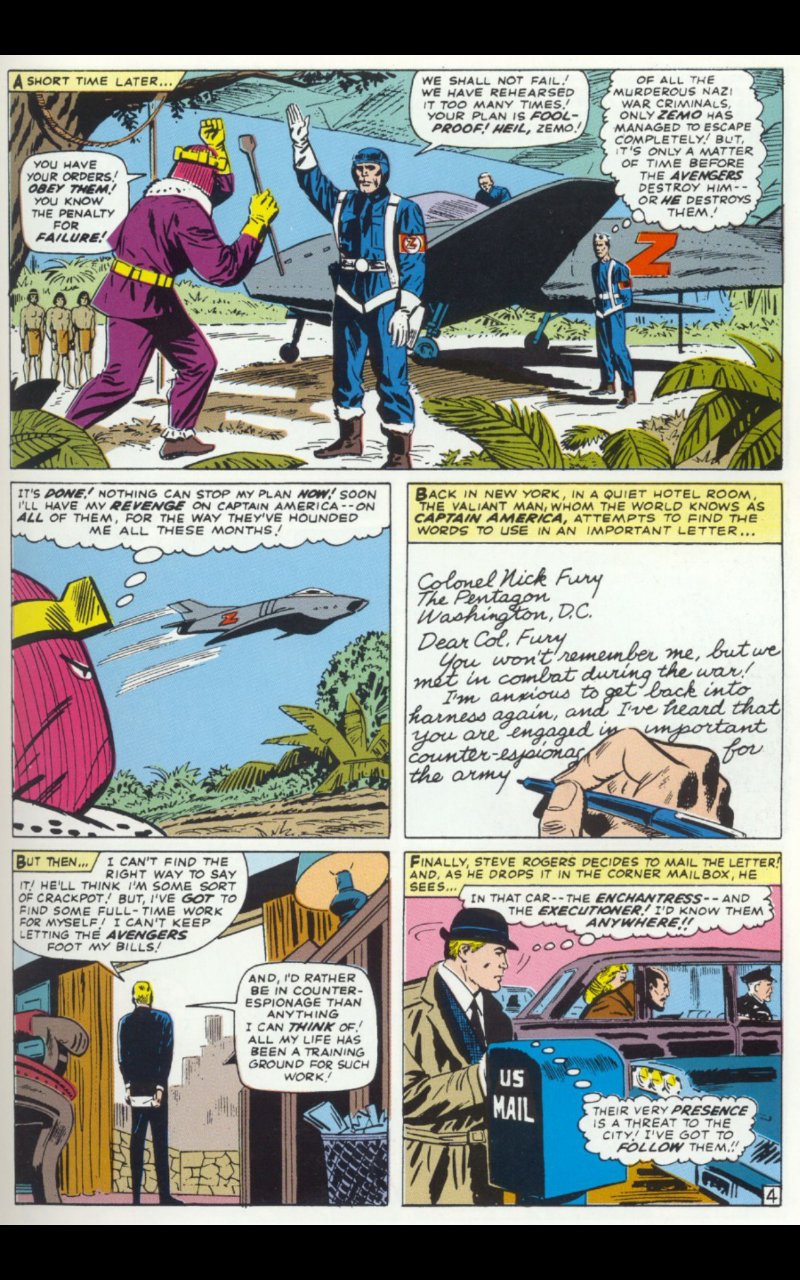 A SHORT TIME LATER...
YOU HAVE
YOUR ORDERS!
OBEY THEM!
YOU KNOW
THE PENALTY
FOR
FAILURE!
WE SHALL NOT FAIL!
WE HAVE REHEARSED
IT TOO MANY TIMES!
YOUR PLAN IS FOOL-
PROOF! HEIL, ZEMO!
OF ALL THE
MURDEROUS NAZI
WAR CRIMINALS,
ONLY ZEMO HAS
MANAGED TO ESCAPE
COMPLETELY! BUT,
IT'S ONLY A MATTER
OF TIME BEFORE
THE AVENGERS
DESTROY HIM--
OR HE DESTROYS
THEM!
Z
Z
IT'S DONE! NOTHING CAN STOP MY PLAN NOW! SOON
I'LL HAVE MY REVENGE ON CAPTAIN AMERICA--ON
ALL OF THEM, FOR THE WAY THEY'VE HOUNDED
ME ALL THESE MONTHS!
Z
BACK IN NEW YORK, IN A QUIET HOTEL ROOM,
THE VALIANT MAN, WHOM THE WORLD KNOWS AS
CAPTAIN AMERICA, ATTEMPTS TO FIND THE
WORDS TO USE IN AN IMPORTANT LETTER...
Colonel Nick Fury
The Pentagon
Washington, D.C.
Dear Col. Fury
You won't remember me, but we
met in combat during the war!
I'm anxious to get back into
harness again, and I've heard that
you are engaged in important
counter-espionag for
the army
BUT THEN...
I CAN'T FIND THE
RIGHT WAY TO SAY
IT! HE'LL THINK I'M SOME SORT
OF CRACKPOT! BUT, I'VE GOT TO
FIND SOME FULL-TIME WORK
FOR MYSELF! I CAN'T KEEP
LETTING THE AVENGERS
FOOT MY BILLS!
AND, I'D RATHER
BE IN COUNTER-
ESPIONAGE THAN
ANYTHING
I CAN THINK OF!
ALL MY LIFE HAS
BEEN A TRAINING
GROUND FOR SUCH
WORK!
FINALLY, STEVE ROGERS DECIDES TO MAIL THE LETTER!
AND, AS HE DROPS IT IN THE CORNER MAILBOX, HE
SEES...
IN THAT CAR--THE ENCHANTRESS--AND
THE EXECUTIONER! I'D KNOW THEM
ANYWHERE!!
US
MAIL
THEIR VERY PRESENCE
IS A THREAT TO THE
CITY! I'VE GOT TO
FOLLOW THEM!!
4